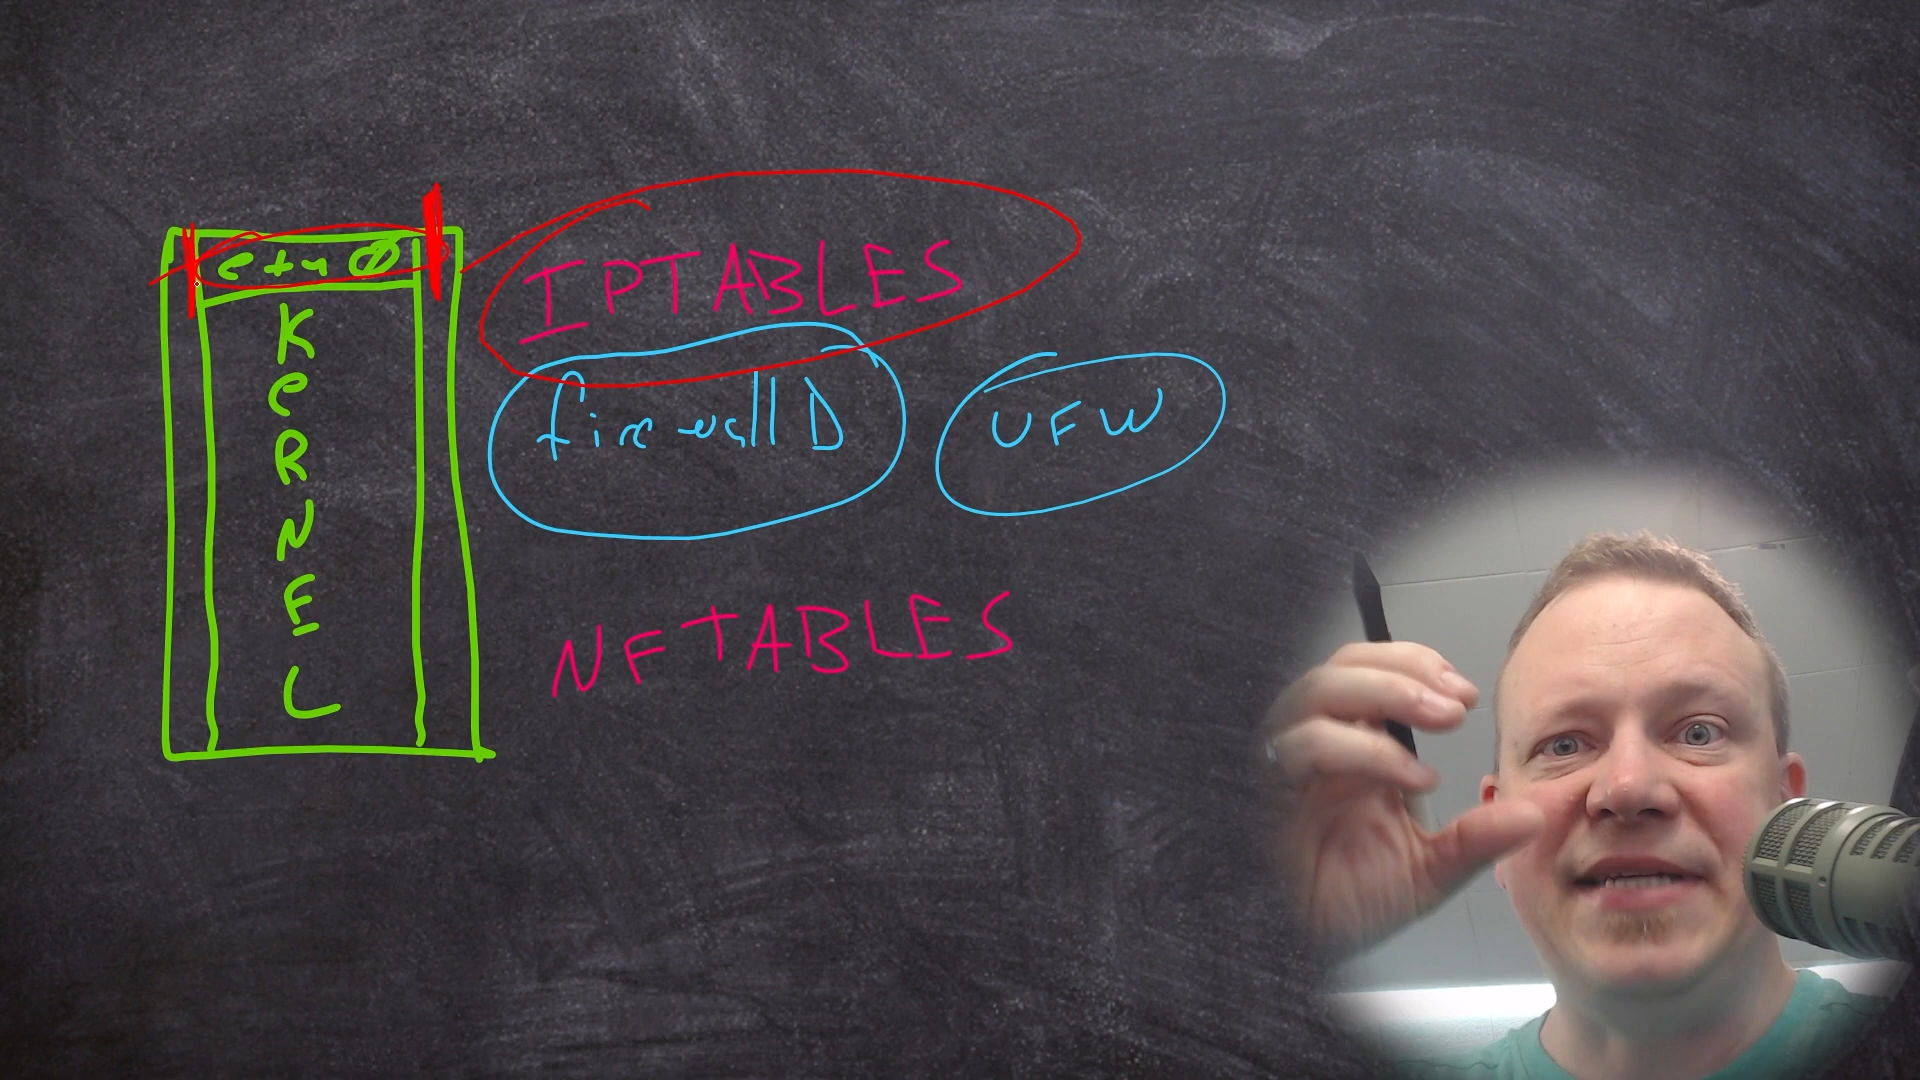 eth0
KeRNEL
IPTABLES
firewallD
UFW
NFTABLES